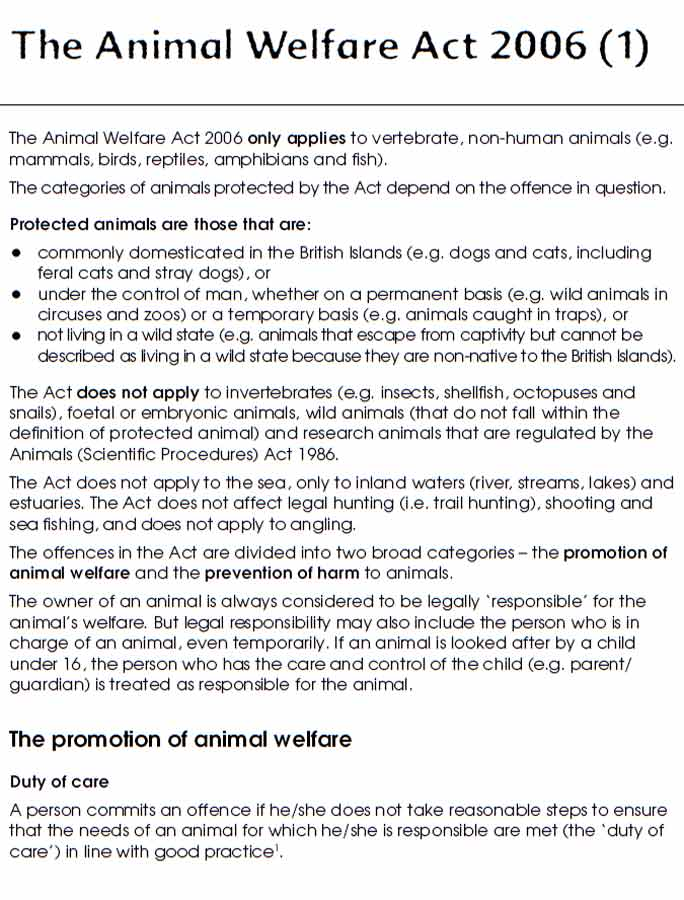 The Animal Welfare Act 2006 (1)
The Animal Welfare Act 2006 only applies to vertebrate, non-human animals (e.g.
mammals, birds, reptiles, amphibians and fish).
The categories of animals protected by the Act depend on the offence in question.
Protected animals are those that are:
● commonly domesticated in the British Islands (e.g. dogs and cats, including
feral cats and stray dogs), or
● under the control of man, whether on a permanent basis (e.g. wild animals in
circuses and zoos) or a temporary basis (e.g. animals caught in traps), or
● not living in a wild state (e.g. animals that escape from captivity but cannot be
described as living in a wild state because they are non-native to the British Islands).
The Act does not apply to invertebrates (e.g. insects, shellfish, octopuses and
snails), foetal or embryonic animals, wild animals (that do not fall within the
definition of protected animal) and research animals that are regulated by the
Animals (Scientific Procedures) Act 1986.
The Act does not apply to the sea, only to inland waters (river, streams, lakes) and
estuaries. The Act does not affect legal hunting (i.e. trail hunting), shooting and
sea fishing, and does not apply to angling.
The offences in the Act are divided into two broad categories – the promotion of
animal welfare and the prevention of harm to animals.
The owner of an animal is always considered to be legally ‘responsible’ for the
animal’s welfare. But legal responsibility may also include the person who is in
charge of an animal, even temporarily. If an animal is looked after by a child
under 16, the person who has the care and control of the child (e.g. parent/
guardian) is treated as responsible for the animal.
The promotion of animal welfare
Duty of care
A person commits an offence if he/she does not take reasonable steps to ensure
that the needs of an animal for which he/she is responsible are met (the ‘duty of
care’) in line with good practice¹.